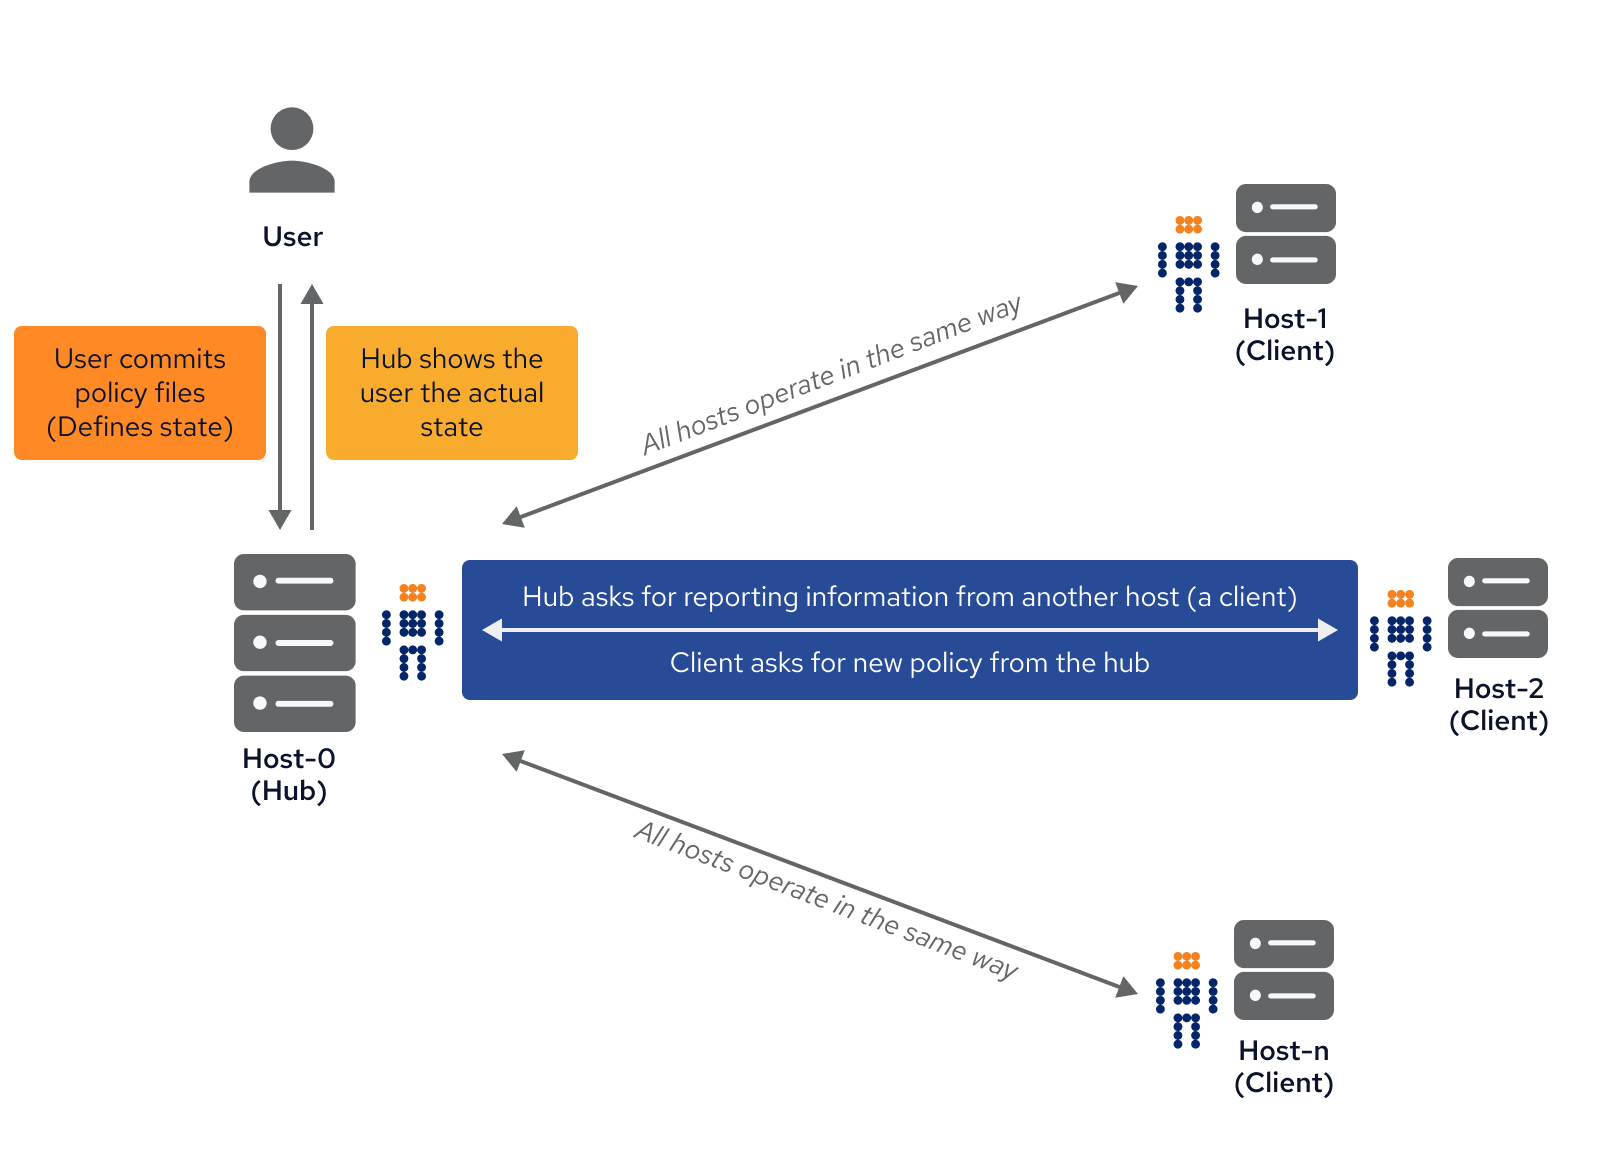 User
User commits
policy files
(Defines state)
Hub shows the
user the actual
state
All hosts operate in the same way
Host-1
(Client)
Hub asks for reporting information from another host (a client)
Client asks for new policy from the hub
Host-2
(Client)
Host-0
(Hub)
All hosts operate in the same way
Host-n
(Client)